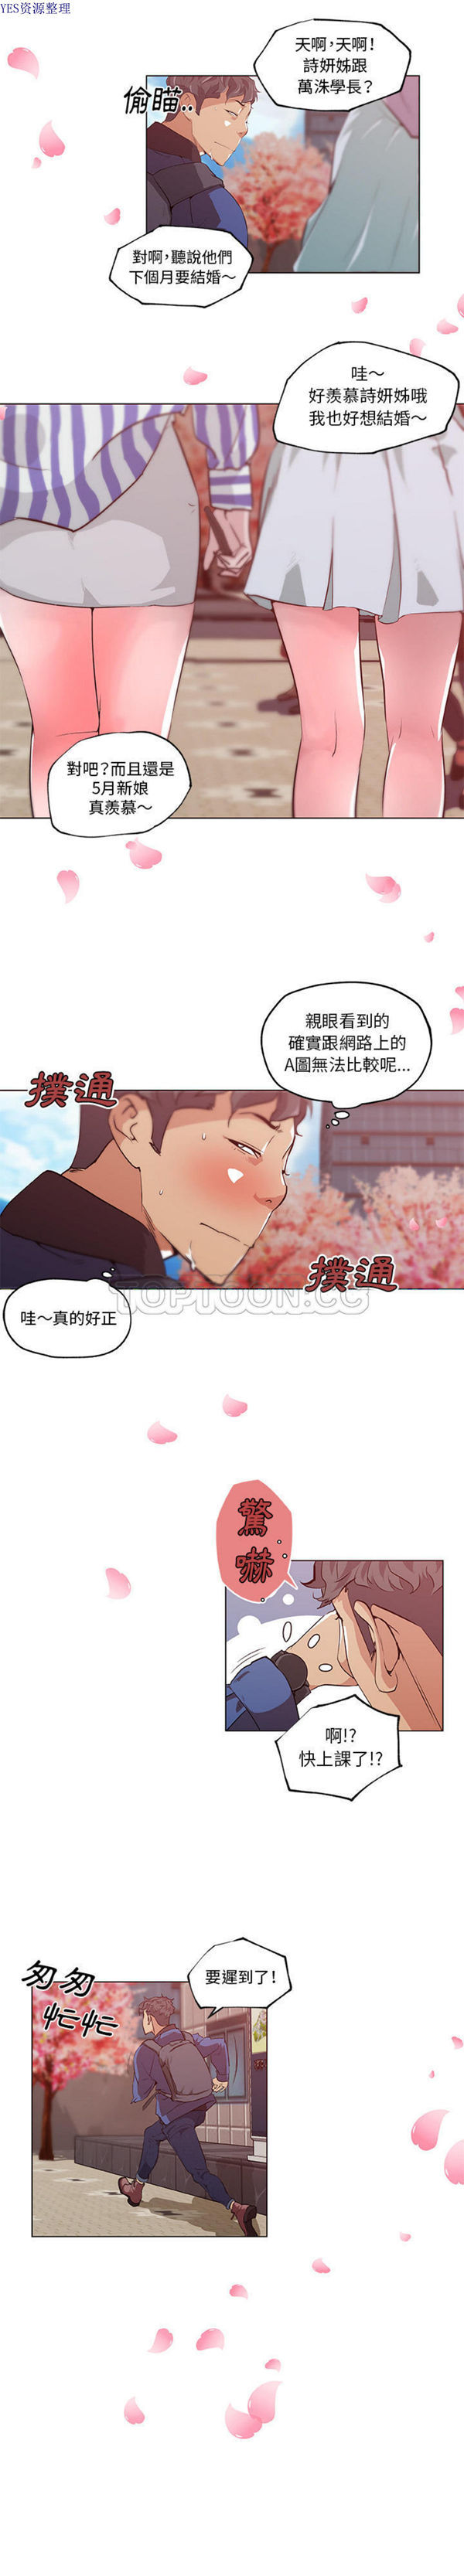 YES资源整理
天啊,天啊!
詩妍姊跟
萬洙學長?
偷瞄..
對啊,聽說他們
下個月要結婚~
哇~
好羨慕詩妍姊哦
我也好想結婚~
對吧?而且還是
5月新娘
真羨慕~
親眼看到的
確實跟網路上的
A圖無法比較呢...
撲通
撲通
TOPTOON.CC
哇~真的好正
驚
嚇
啊!?
快上課了!?
要遲到了!
匆匆
忙忙